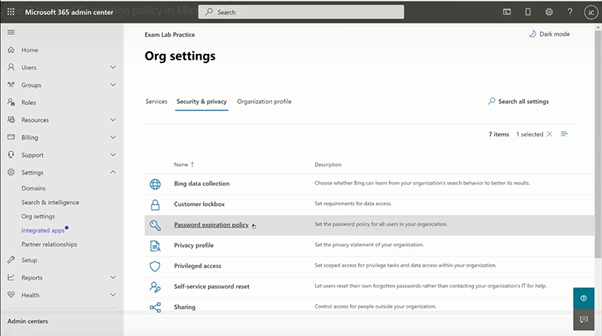 Microsoft 365 admin center
Search
JC
Home
Users
Groups
Roles
Resources
Billing
Support
Settings
Domains
Search & intelligence
Org settings
Integrated apps
Partner relationships
Setup
Reports
Health
Admin centers
Exam Lab Practice
Dark mode
Org settings
Services Security & privacy Organization profile
Search all settings
7 items 1 selected
Name Description
Bing data collection Choose whether Bing can learn from your organization's search behavior to better its results.
Customer lockbox Set requirements for data access.
Password expiration policy Set the password policy for all users in your organization.
Privacy profile Set the privacy statement of your organization.
Privileged access Set scoped access for privilege tasks and data access within your organization.
Self-service password reset Let users reset their own forgotten passwords rather than contacting your organization's IT for help.
Sharing Control access for people outside your organization.